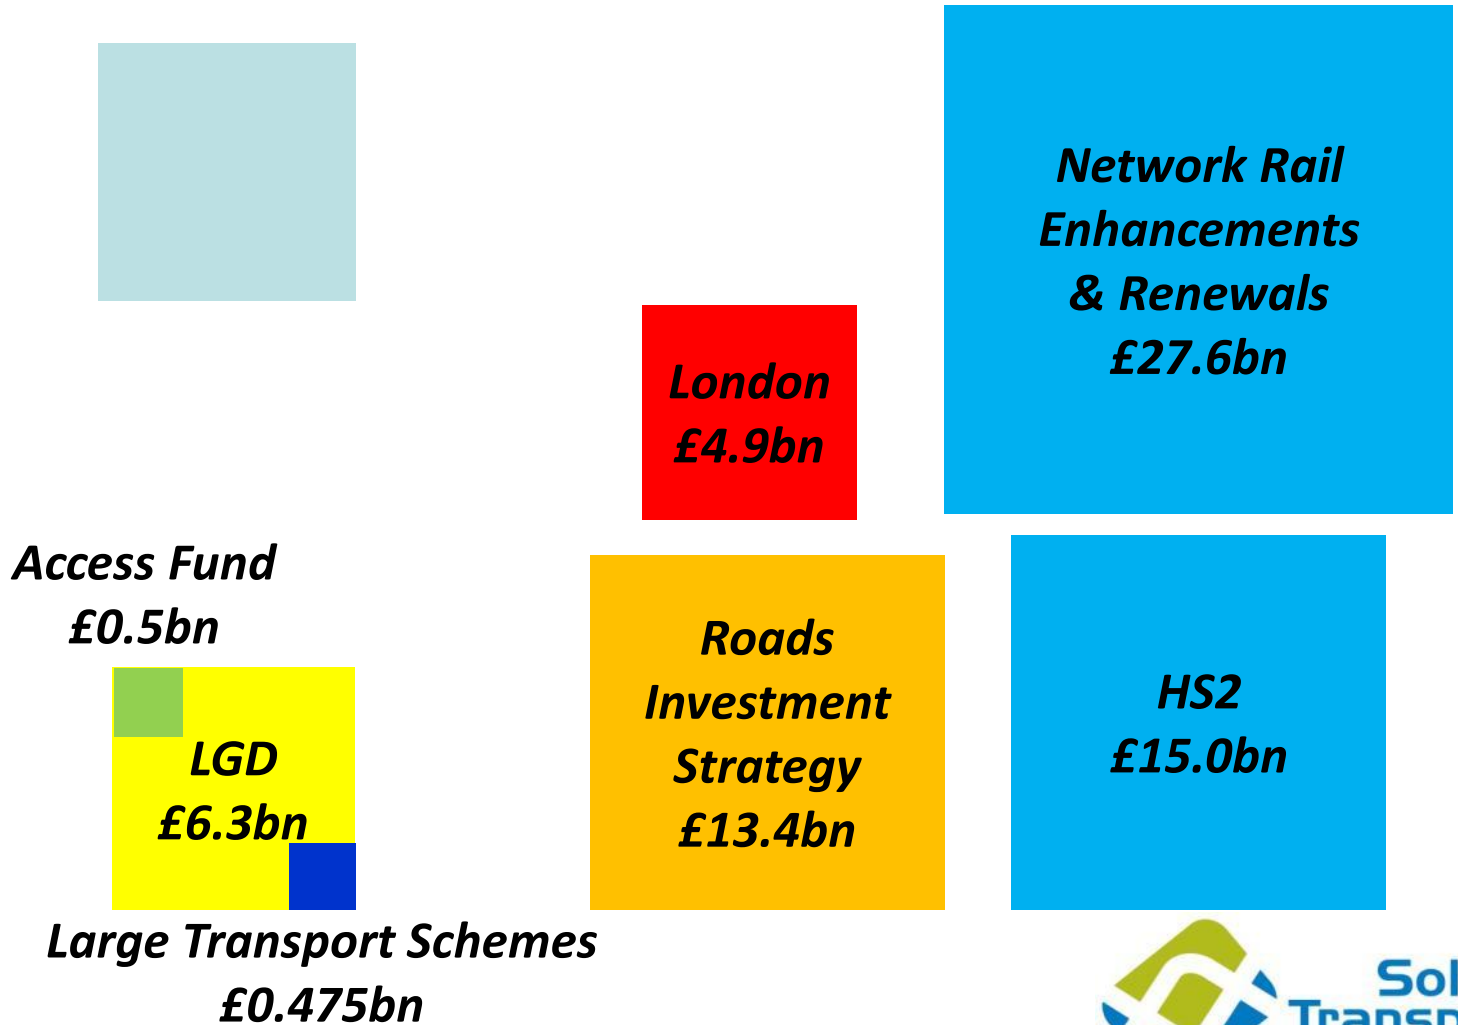 Network Rail
Enhancements
& Renewals
£27.6bn
London
£4.9bn
Access Fund
£0.5bn
LGD
£6.3bn
Roads
Investment
Strategy
£13.4bn
HS2
£15.0bn
Large Transport Schemes
£0.475bn